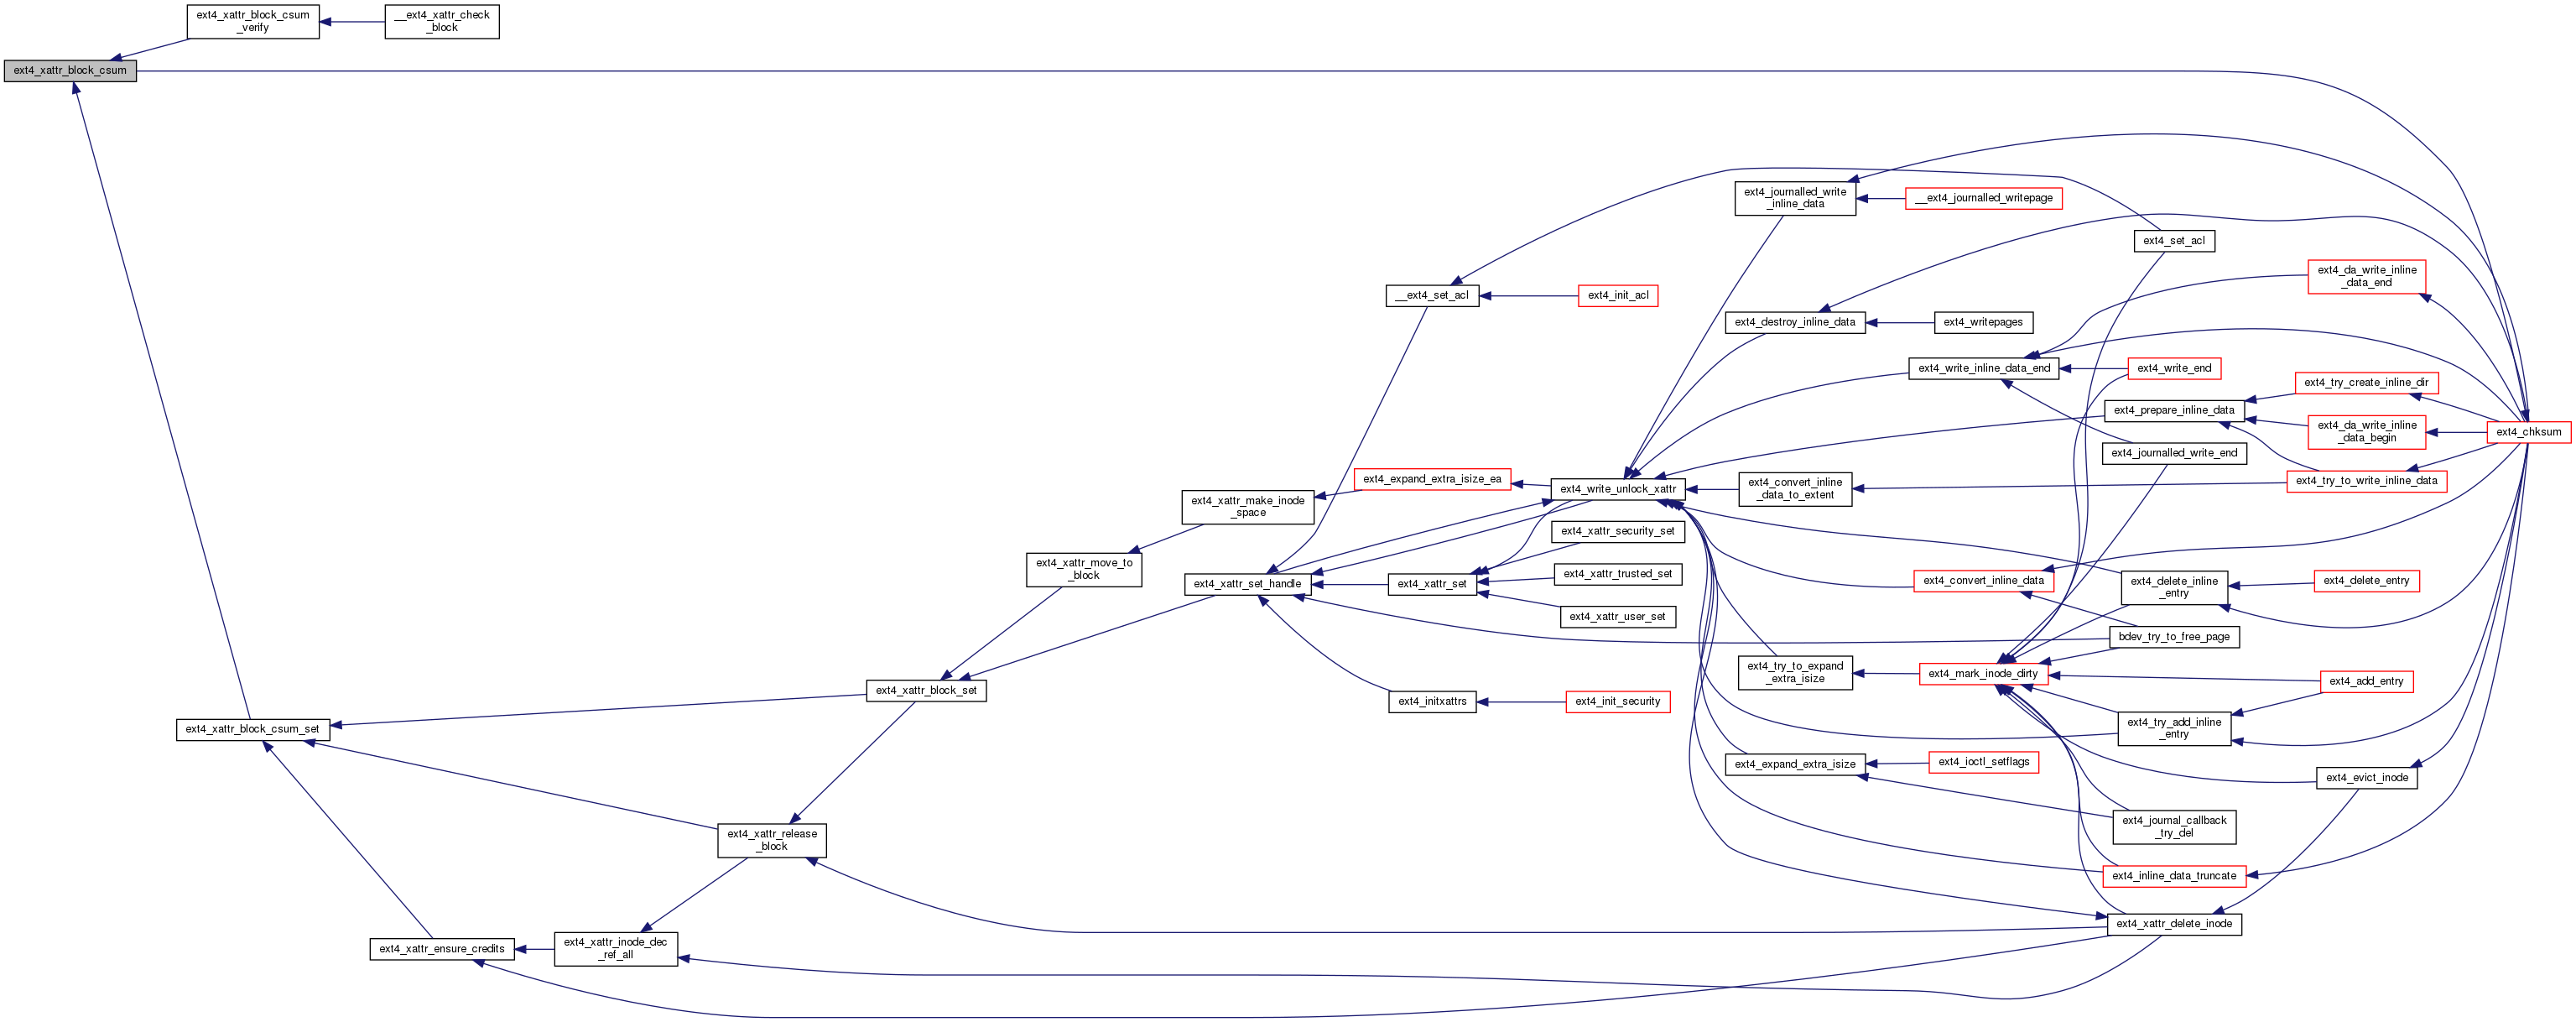 ext4_xattr_block_csum
_verify
__ext4_xattr_check
_block
ext4_xattr_block_csum
ext4_journalled_write
_inline_data
__ext4_journalled_writepage
ext4_set_acl
ext4_da_write_inline
_data_end
__ext4_set_acl
ext4_init_acl
ext4_destroy_inline_data
ext4_writepages
ext4_write_inline_data_end
ext4_write_end
ext4_try_create_inline_dir
ext4_prepare_inline_data
ext4_da_write_inline
_data_begin
ext4_chksum
ext4_journalled_write_end
ext4_expand_extra_isize_ea
ext4_write_unlock_xattr
ext4_convert_inline
_data_to_extent
ext4_try_to_write_inline_data
ext4_xattr_make_inode
_space
ext4_xattr_security_set
ext4_xattr_move_to
_block
ext4_xattr_set_handle
ext4_xattr_set
ext4_xattr_trusted_set
ext4_convert_inline_data
ext4_delete_inline
_entry
ext4_delete_entry
ext4_xattr_user_set
bdev_try_to_free_page
ext4_try_to_expand
_extra_isize
ext4_mark_inode_dirty
ext4_add_entry
ext4_xattr_block_set
ext4_initxattrs
ext4_init_security
ext4_xattr_block_csum_set
ext4_try_add_inline
_entry
ext4_expand_extra_isize
ext4_ioctl_setflags
ext4_evict_inode
ext4_xattr_release
_block
ext4_journal_callback
_try_del
ext4_inline_data_truncate
ext4_xattr_delete_inode
ext4_xattr_ensure_credits
ext4_xattr_inode_dec
_ref_all